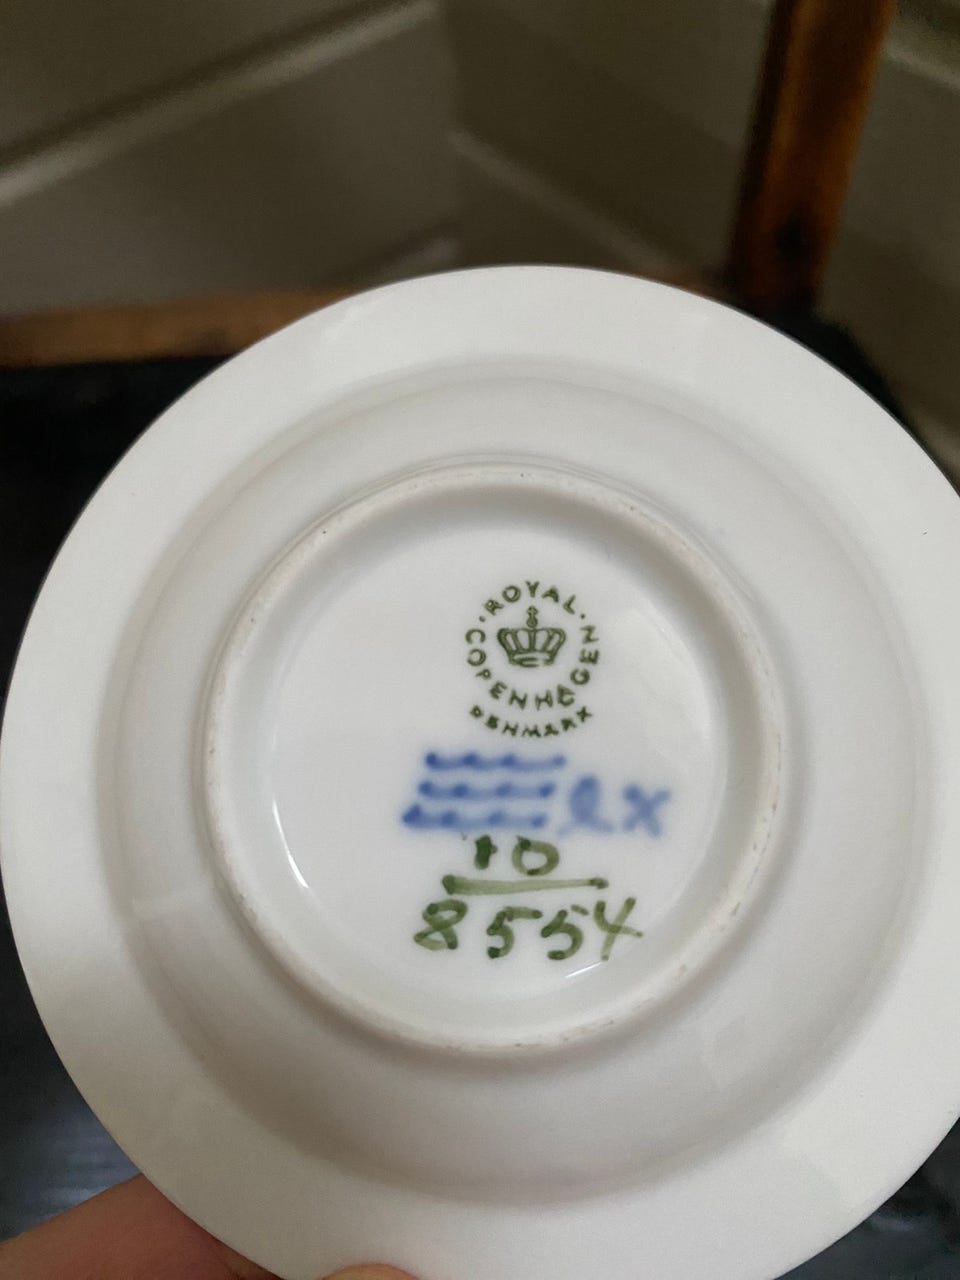 ROYAL
COPENHAGEN
DENMARK
10
8554